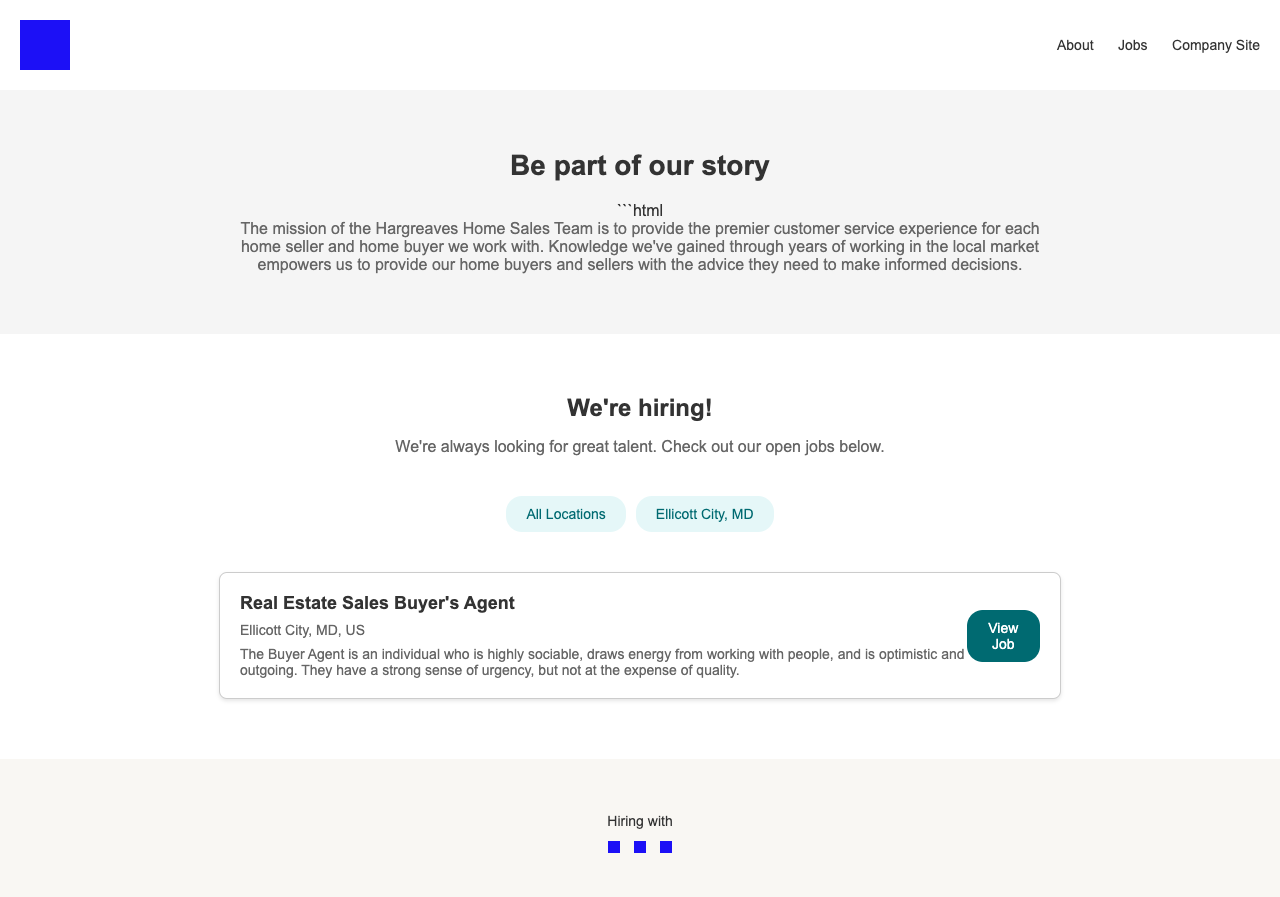 About Jobs Company Site
Be part of our story
```html
The mission of the Hargreaves Home Sales Team is to provide the premier customer service experience for each
home seller and home buyer we work with. Knowledge we've gained through years of working in the local market
empowers us to provide our home buyers and sellers with the advice they need to make informed decisions.
We're hiring!
We're always looking for great talent. Check out our open jobs below.
All Locations Ellicott City, MD
Real Estate Sales Buyer's Agent
Ellicott City, MD, US
The Buyer Agent is an individual who is highly sociable, draws energy from working with people, and is optimistic and
outgoing. They have a strong sense of urgency, but not at the expense of quality.
View
Job
Hiring with